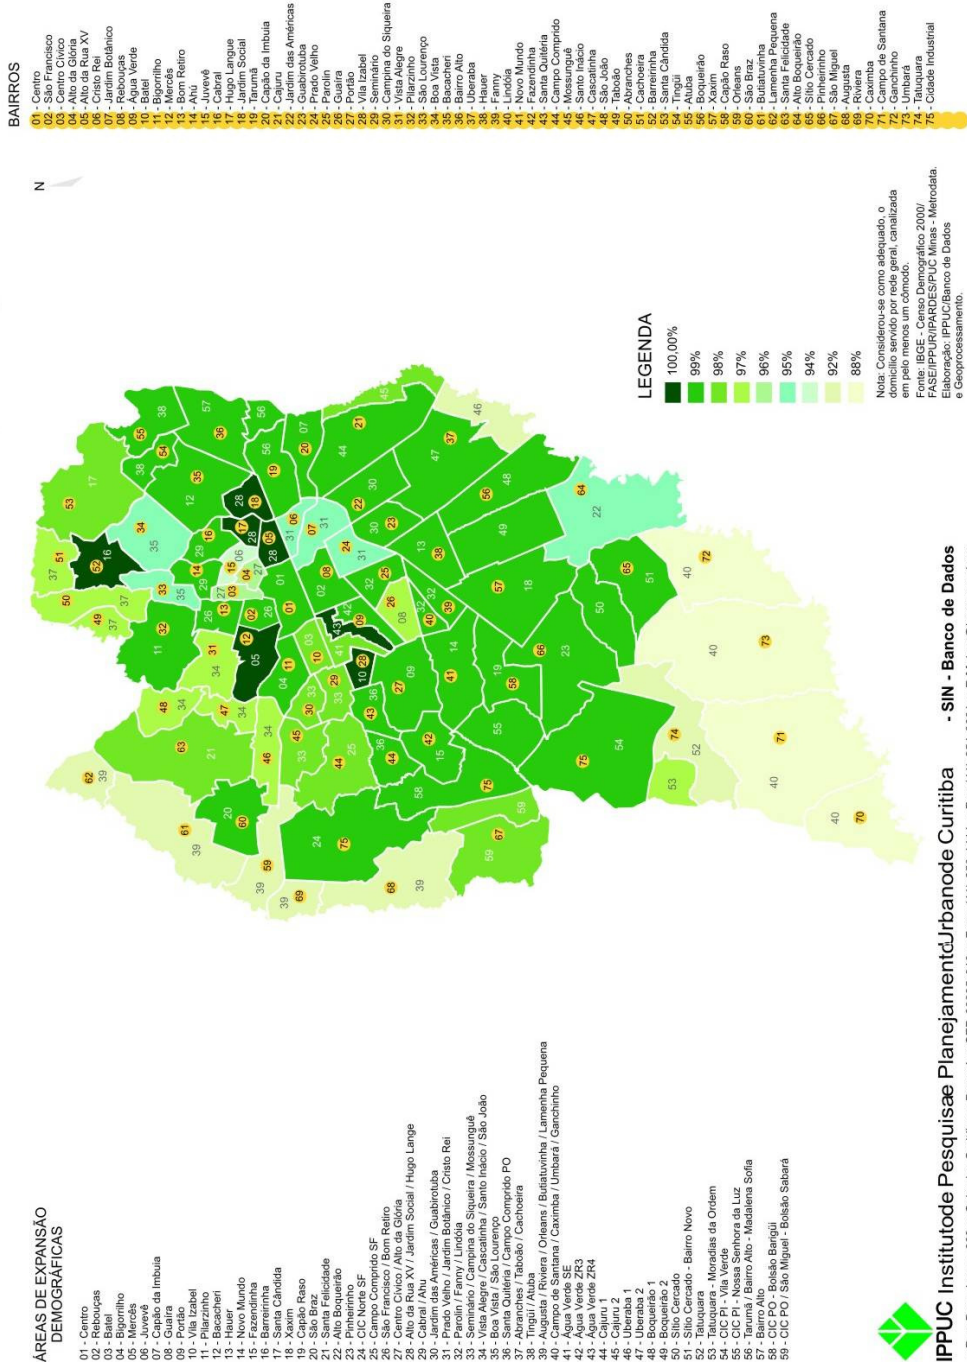 ÁREAS DE EXPANSÃO
DEMOGRÁFICAS
01 - Centro
02 - Rebouças
03 - Batel
04 - Bigorrilho
05 - Mercês
06 - Juvevê
07 - Capão da Imbuia
08 - Guaíra
09 - Portão
10 - Vila Izabel
11 - Pilarzinho
12 - Bacacheri
13 - Hauer
14 - Novo Mundo
15 - Fazendinha
16 - Barreirinha
17 - Santa Cândida
18 - Xaxim
19 - Capão Raso
20 - São Braz
21 - Santa Felicidade
22 - Alto Boqueirão
23 - Pinheirinho
24 - CIC Norte SF
25 - Campo Comprido SF
26 - São Francisco / Bom Retiro
27 - Centro Cívico / Alto da Glória
28 - Alto da Rua XV / Jardim Social / Hugo Lange
29 - Cabral / Ahu
30 - Jardim das Américas / Guabirotuba
31 - Prado Velho / Jardim Botânico / Cristo Rei
32 - Parolin / Fanny / Lindóia
33 - Seminário / Campina do Siqueira / Mossunguê
34 - Vista Alegre / Cascatinha / Santo Inácio / São João
35 - Boa Vista / São Lourenço
36 - Santa Quitéria / Campo Comprido PO
37 - Abranches / Taboão / Cachoeira
38 - Tingüi / Atuba
39 - Augusta / Riviera / Orleans / Butiatuvinha / Lamenha Pequena
40 - Campo de Santana / Caximba / Umbará / Ganchinho
41 - Água Verde SE
42 - Água Verde ZR3
43 - Água Verde ZR4
44 - Cajuru 1
45 - Cajuru 2
46 - Uberaba 1
47 - Uberaba 2
48 - Boqueirão 1
49 - Boqueirão 2
50 - Sítio Cercado
51 - Sítio Cercado - Bairro Novo
52 - Tatuquara
53 - Tatuquara - Moradias da Ordem
54 - CIC PI - Vila Verde
55 - CIC PI - Nossa Senhora da Luz
56 - Tarumã / Bairro Alto - Madalena Sofia
57 - Bairro Alto
58 - CIC PO - Bolsão Barigüi
59 - CIC PO / São Miguel - Bolsão Sabará
N
BAIRROS
01 - Centro
02 - São Francisco
03 - Centro Cívico
04 - Alto da Glória
05 - Alto da Rua XV
06 - Cristo Rei
07 - Jardim Botânico
08 - Rebouças
09 - Água Verde
10 - Batel
11 - Bigorrilho
12 - Mercês
13 - Bom Retiro
14 - Ahú
15 - Juvevê
16 - Cabral
17 - Hugo Langue
18 - Jardim Social
19 - Tarumã
20 - Capão da Imbuia
21 - Cajuru
22 - Jardim das Américas
23 - Guabirotuba
24 - Prado Velho
25 - Parolin
26 - Guaíra
27 - Portão
28 - Vila Izabel
29 - Seminário
30 - Campina do Siqueira
31 - Vista Alegre
32 - Pilarzinho
33 - São Lourenço
34 - Boa Vista
35 - Bacacheri
36 - Bairro Alto
37 - Uberaba
38 - Hauer
39 - Fanny
40 - Lindóia
41 - Novo Mundo
42 - Fazendinha
43 - Santa Quitéria
44 - Campo Comprido
45 - Mossunguê
46 - Santo Inácio
47 - Cascatinha
48 - São João
49 - Taboão
50 - Abranches
51 - Cachoeira
52 - Barreirinha
53 - Santa Cândida
54 - Tingüi
55 - Atuba
56 - Boqueirão
57 - Xaxim
58 - Capão Raso
59 - Orleans
60 - São Braz
61 - Butiatuvinha
62 - Lamenha Pequena
63 - Santa Felicidade
64 - Alto Boqueirão
65 - Sítio Cercado
66 - Pinheirinho
67 - São Miguel
68 - Augusta
69 - Riviera
70 - Caximba
71 - Campo de Santana
72 - Ganchinho
73 - Umbará
74 - Tatuquara
75 - Cidade Industrial
LEGENDA
100,00%
99%
98%
97%
96%
95%
94%
92%
88%
Nota: Considerou-se como adequado, o
domicílio servido por rede geral, canalizada
em pelo menos um cômodo.
Fonte: IBGE - Censo Demográfico 2000/
FASE/IPPUR/IPARDES/PUC Minas - Metrodata.
Elaboração: IPPUC/Banco de Dados
e Geoprocessamento.
IPPUC Instituto de Pesquisa e Planejamento Urbano de Curitiba - SIN - Banco de Dados